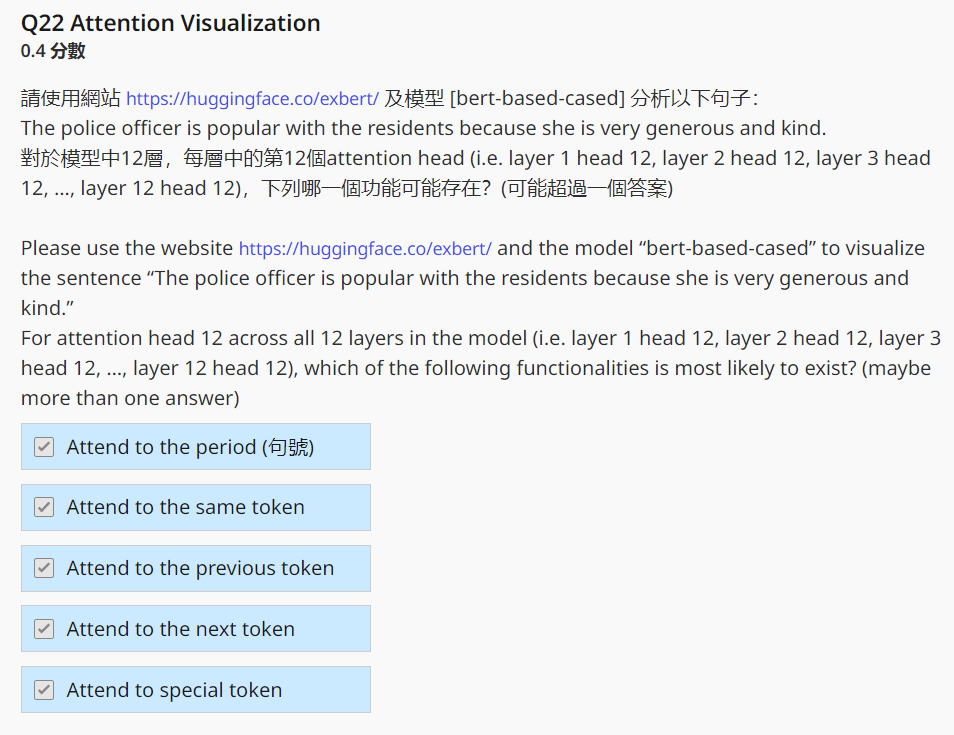 Q22 Attention Visualization
0.4 分數
請使用網站 https://huggingface.co/exbert/ 及模型 [bert-based-cased] 分析以下句子：
The police officer is popular with the residents because she is very generous and kind.
對於模型中12層，每層中的第12個attention head (i.e. layer 1 head 12, layer 2 head 12, layer 3 head
12, ..., layer 12 head 12)，下列哪一個功能可能存在？(可能超過一個答案)
Please use the website https://huggingface.co/exbert/ and the model “bert-based-cased” to visualize
the sentence “The police officer is popular with the residents because she is very generous and
kind.”
For attention head 12 across all 12 layers in the model (i.e. layer 1 head 12, layer 2 head 12, layer 3
head 12, ..., layer 12 head 12), which of the following functionalities is most likely to exist? (maybe
more than one answer)
Attend to the period (句號)
Attend to the same token
Attend to the previous token
Attend to the next token
Attend to special token